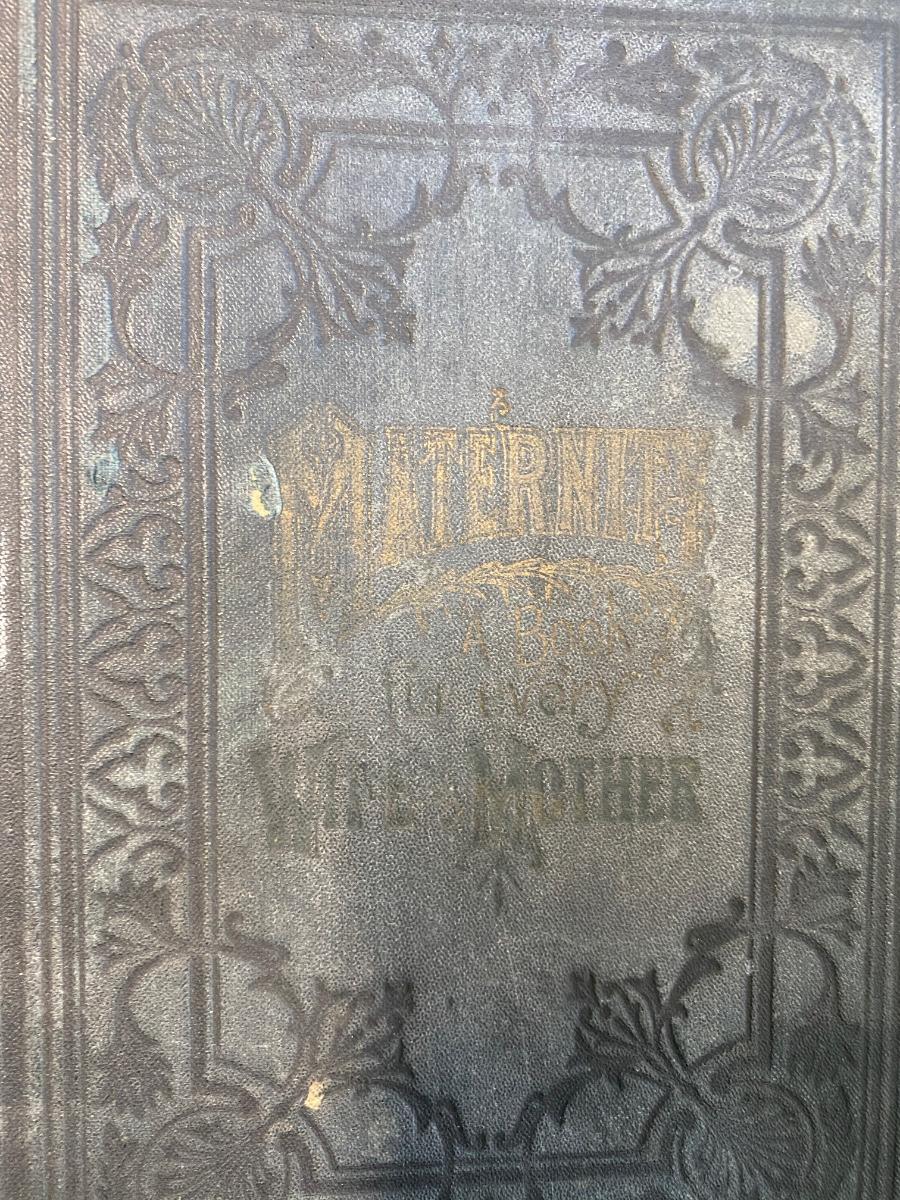 MATERNITY
A Book
for every
WIFE & MOTHER